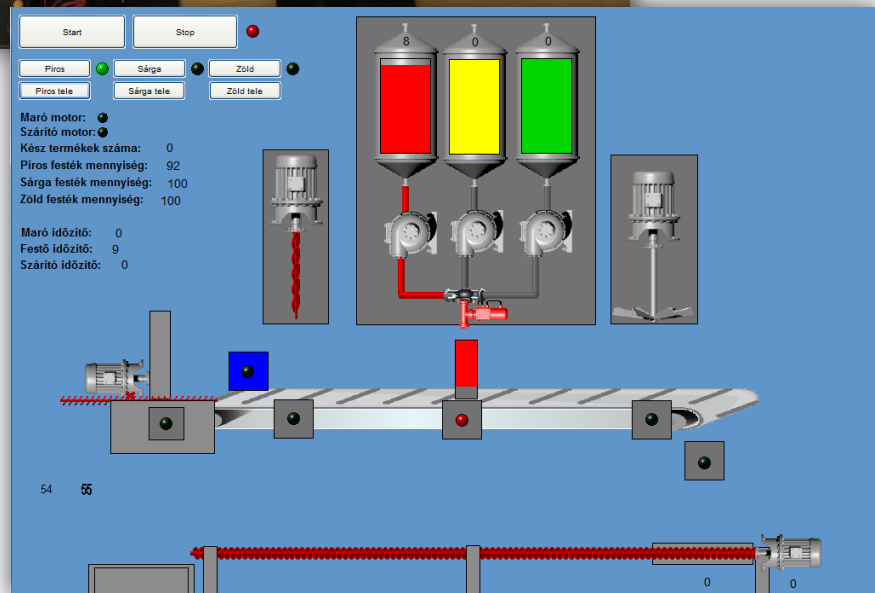 Start
Stop
8
0
0
Piros
Sárga
Zöld
Piros tele
Sárga tele
Zöld tele
Maró motor:
Szárító motor:
Kész termékek száma: 0
Piros festék mennyiség: 92
Sárga festék mennyiség: 100
Zöld festék mennyiség: 100
Maró időzítő: 0
Festő időzítő: 9
Szárító időzítő: 0
54
55
0
0